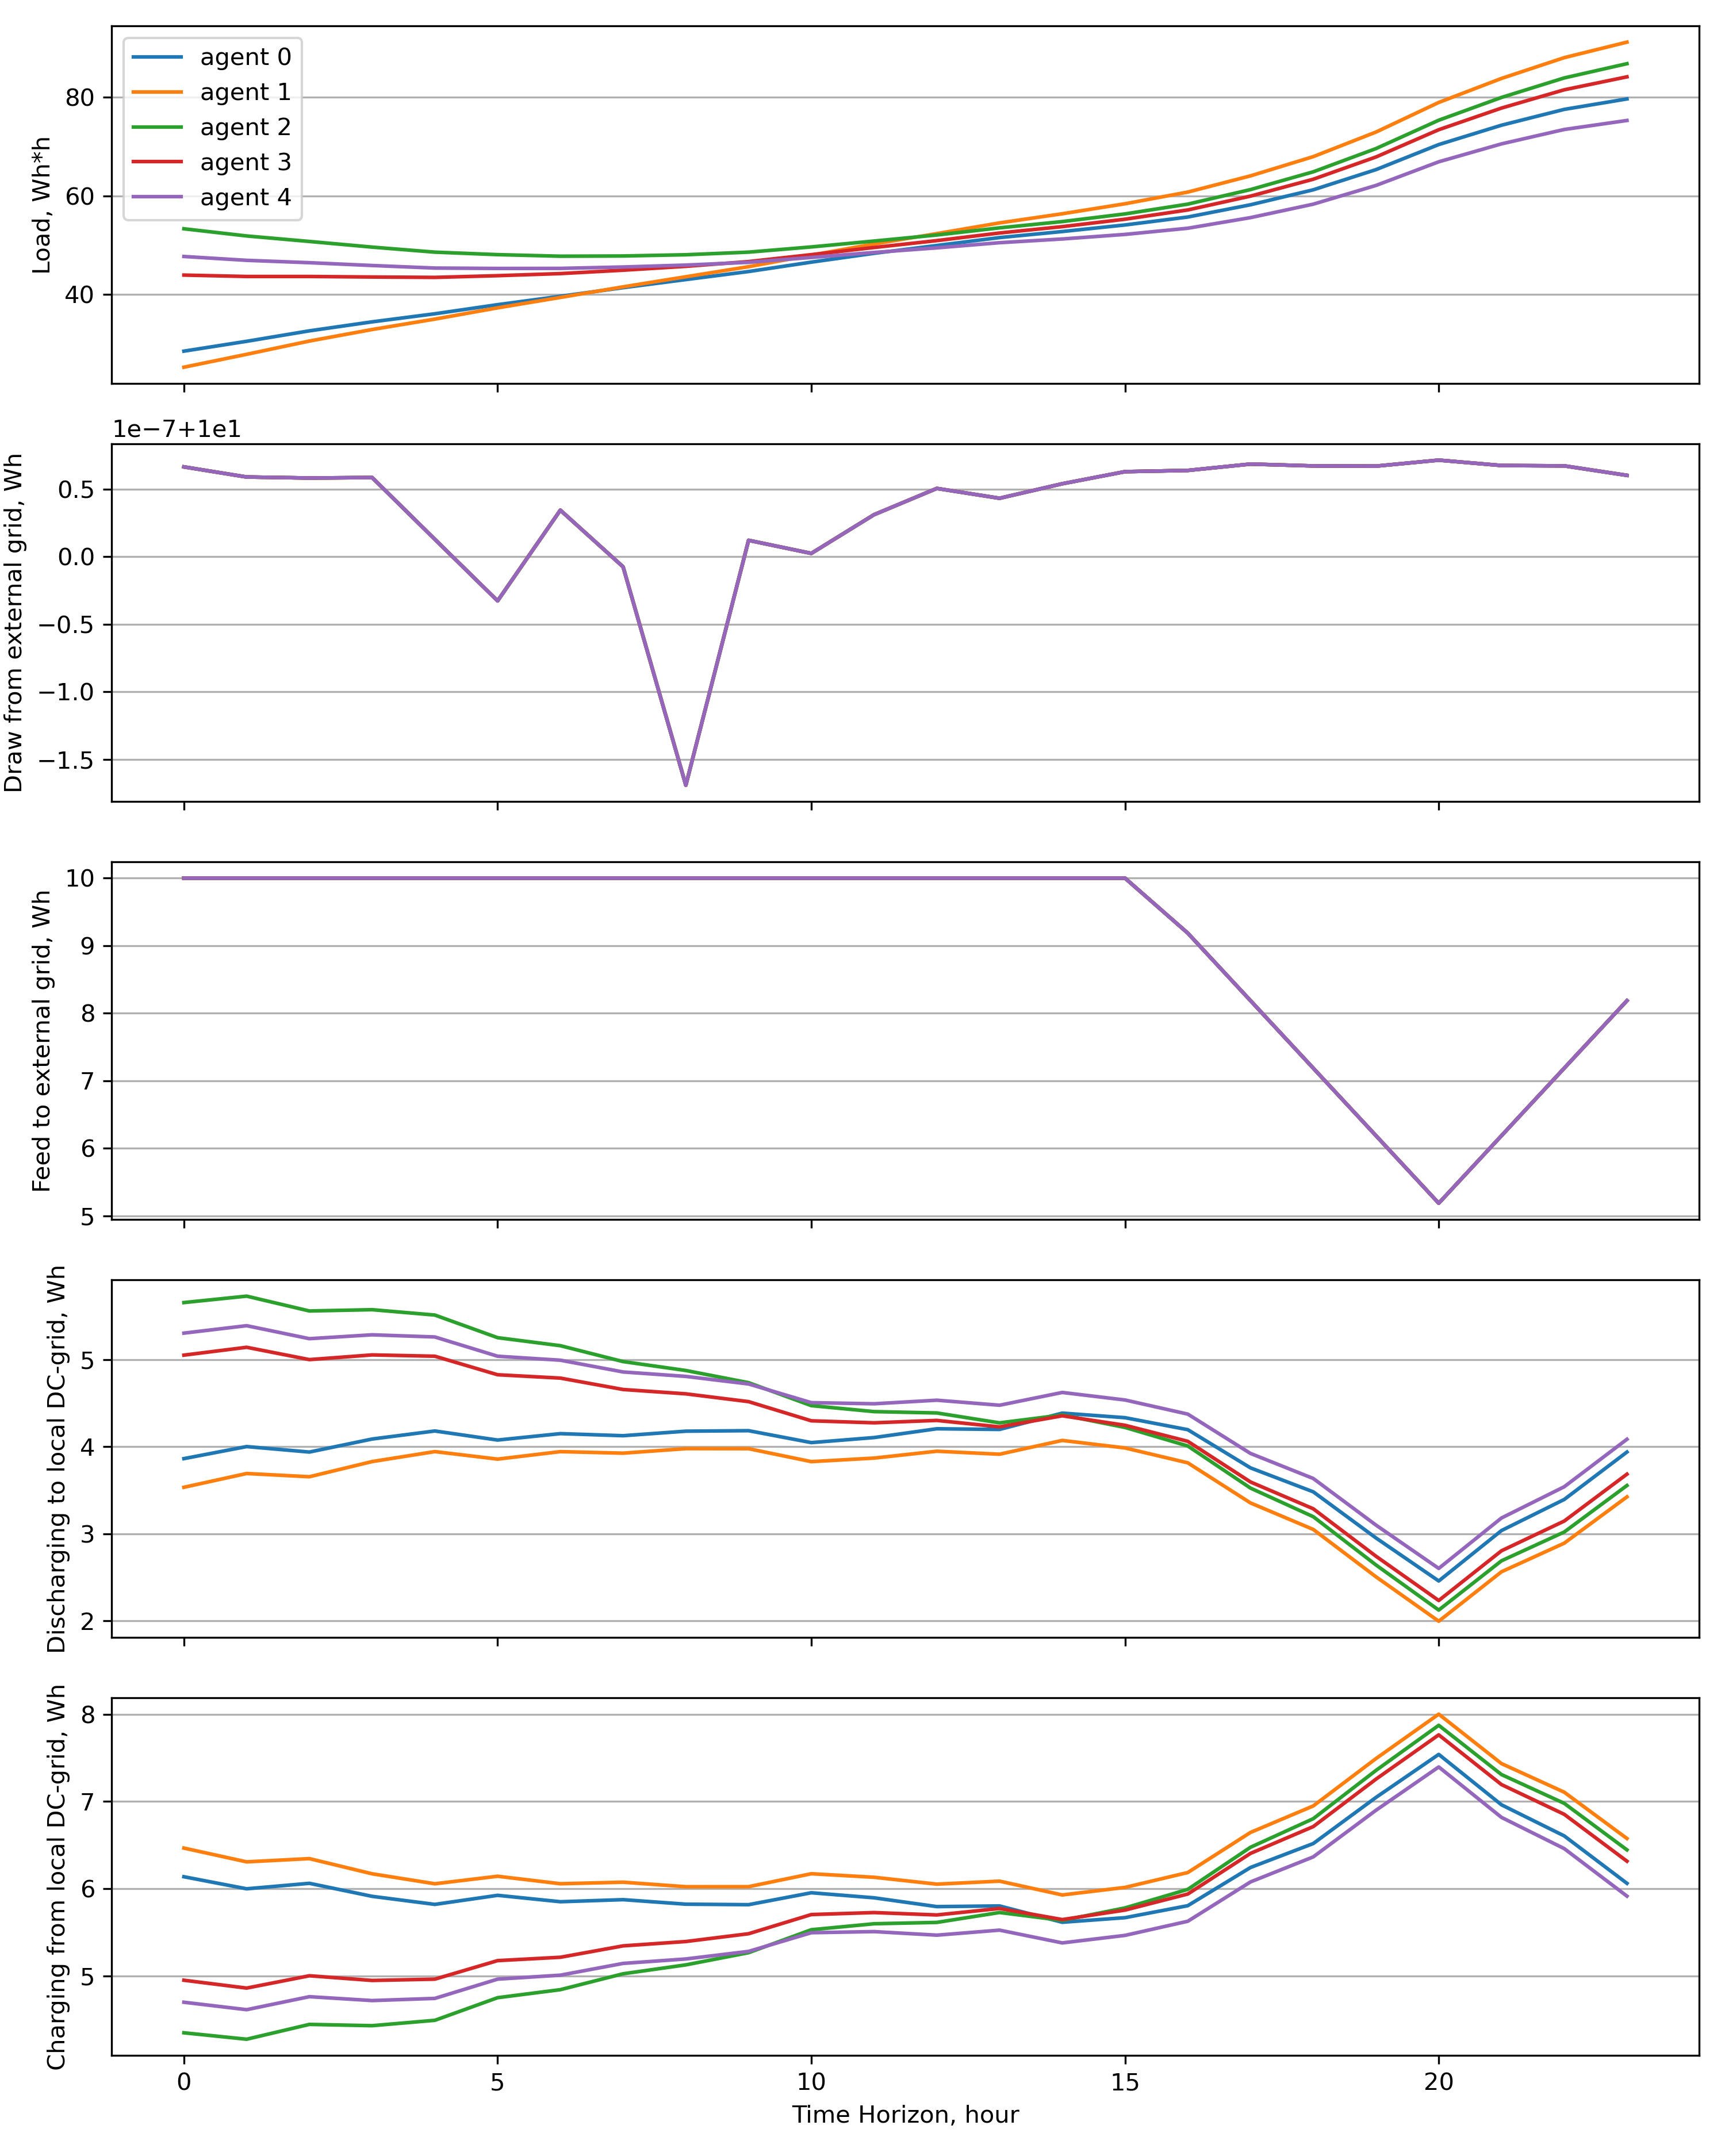 agent 0
agent 1
agent 2
agent 3
agent 4
Load, Wh*h
80
60
40
1e−7+1e1
Draw from external grid, Wh
0.5
0.0
−0.5
−1.0
−1.5
Feed to external grid, Wh
10
9
8
7
6
5
Discharging to local DC-grid, Wh
5
4
3
2
Charging from local DC-grid, Wh
8
7
6
5
0 5 10 15 20
Time Horizon, hour